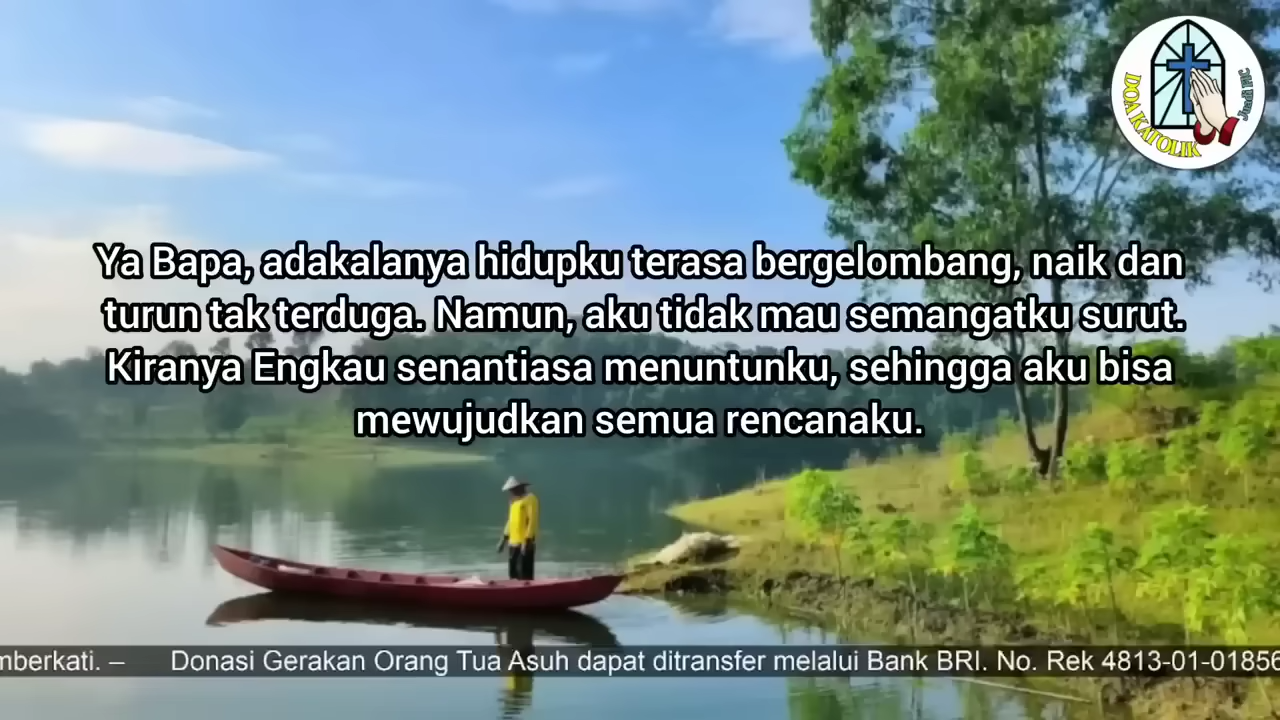 DOA KATOLIK
Ya Bapa, adakalanya hidupku terasa bergelombang, naik dan
turun tak terduga. Namun, aku tidak mau semangatku surut.
Kiranya Engkau senantiasa menuntunku, sehingga aku bisa
mewujudkan semua rencanaku.
mberkati. – Donasi Gerakan Orang Tua Asuh dapat ditransfer melalui Bank BRI. No. Rek 4813-01-01856